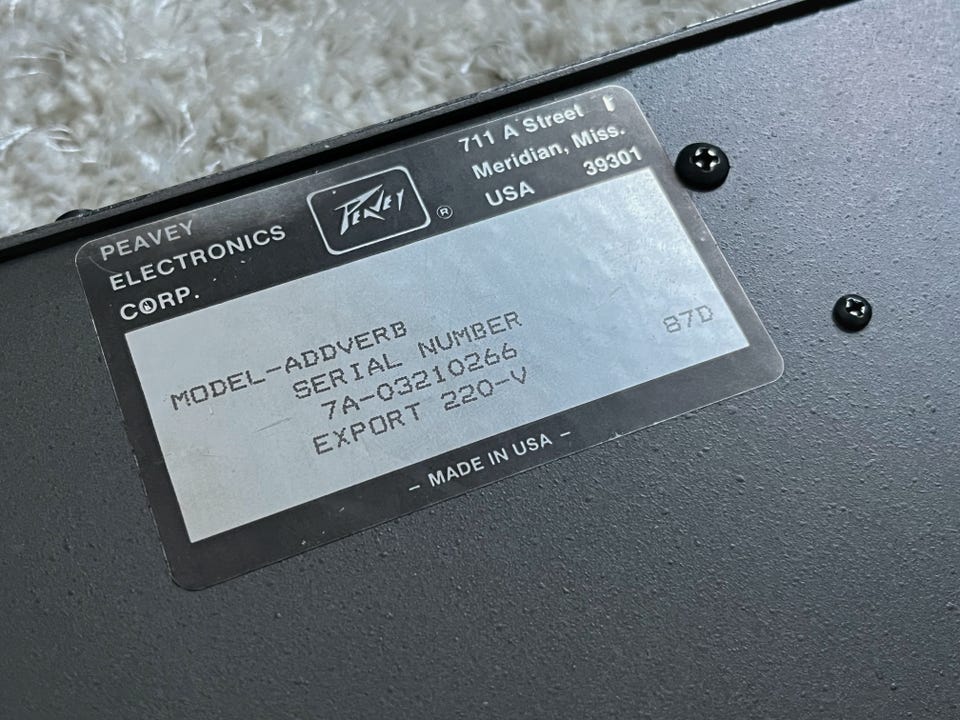 PEAVEY
ELECTRONICS
CORP.
PEAVEY ®
711 A Street
Meridian, Miss.
USA 39301
MODEL-ADDVERB
SERIAL NUMBER 87D
7A-03210266
EXPORT 220-V
– MADE IN USA –